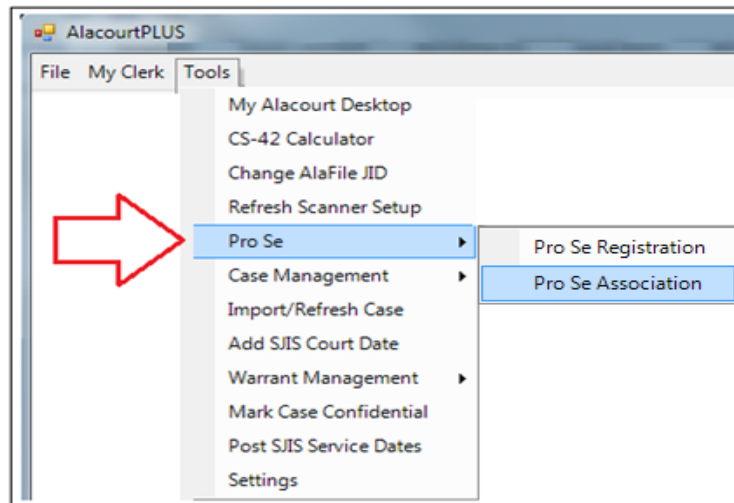 AlacourtPLUS
File My Clerk Tools
My Alacourt Desktop
CS-42 Calculator
Change AlaFile JID
Refresh Scanner Setup
Pro Se
Pro Se Registration
Case Management
Pro Se Association
Import/Refresh Case
Add SJIS Court Date
Warrant Management
Mark Case Confidential
Post SJIS Service Dates
Settings